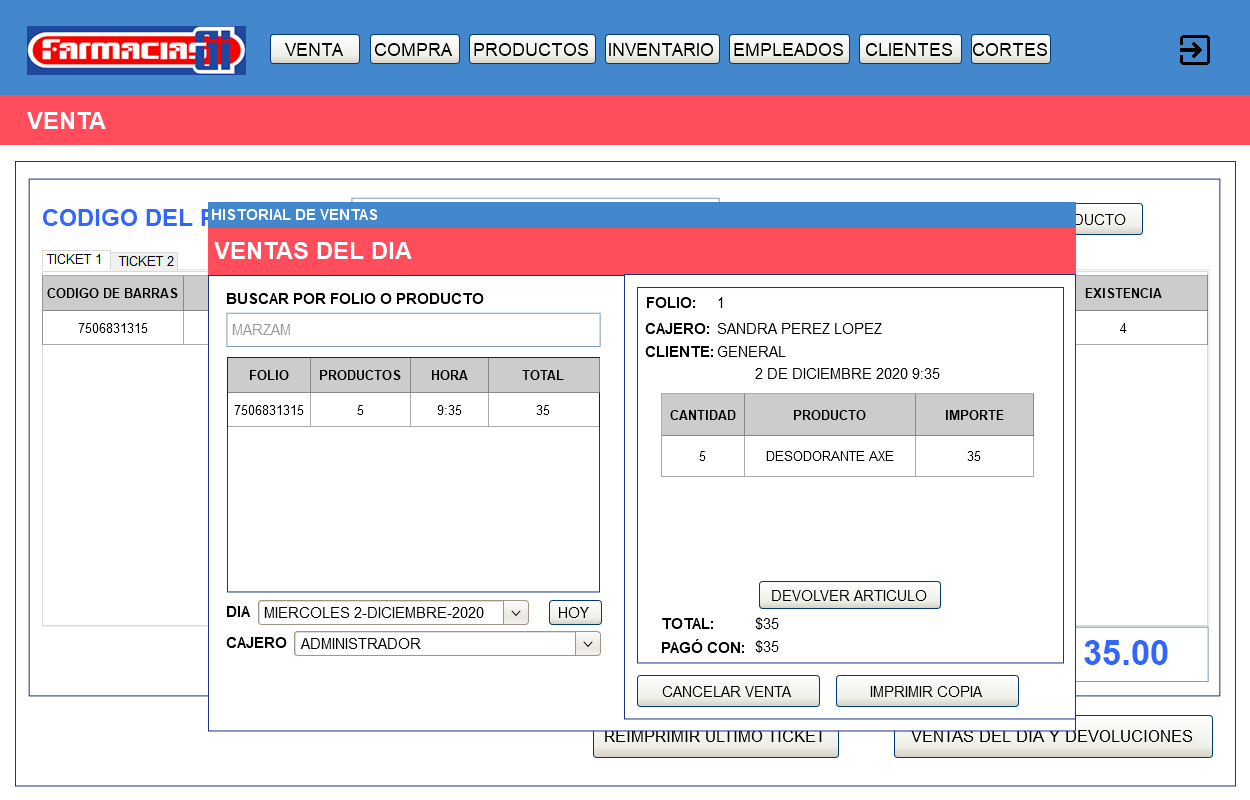 Farmacias GI
VENTA COMPRA PRODUCTOS INVENTARIO EMPLEADOS CLIENTES CORTES
VENTA
CODIGO DEL
DUCTO
TICKET 1 TICKET 2
CODIGO DE BARRAS EXISTENCIA
7506831315 4
HISTORIAL DE VENTAS
VENTAS DEL DIA
BUSCAR POR FOLIO O PRODUCTO
MARZAM
FOLIO PRODUCTOS HORA TOTAL
7506831315 5 9:35 35
DIA MIERCOLES 2-DICIEMBRE-2020 HOY
CAJERO ADMINISTRADOR
FOLIO: 1
CAJERO: SANDRA PEREZ LOPEZ
CLIENTE: GENERAL
2 DE DICIEMBRE 2020 9:35
CANTIDAD PRODUCTO IMPORTE
5 DESODORANTE AXE 35
DEVOLVER ARTICULO
TOTAL: $35
PAGÓ CON: $35
CANCELAR VENTA IMPRIMIR COPIA
35.00
REIMPRIMIR ULTIMO TICKET VENTAS DEL DIA Y DEVOLUCIONES